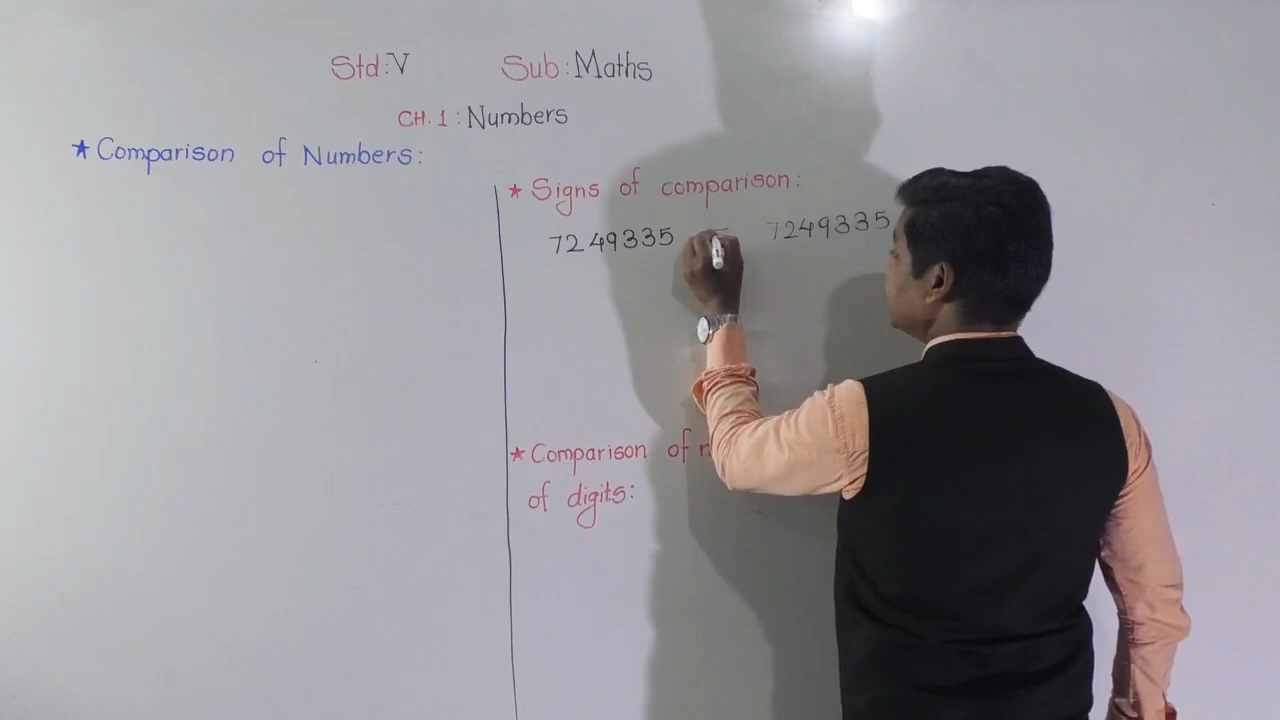 Std: V Sub: Maths
CH. 1: Numbers
★ Comparison of Numbers:
★ Signs of comparison:
7249335 = 7249335
★ Comparison of
of digits: